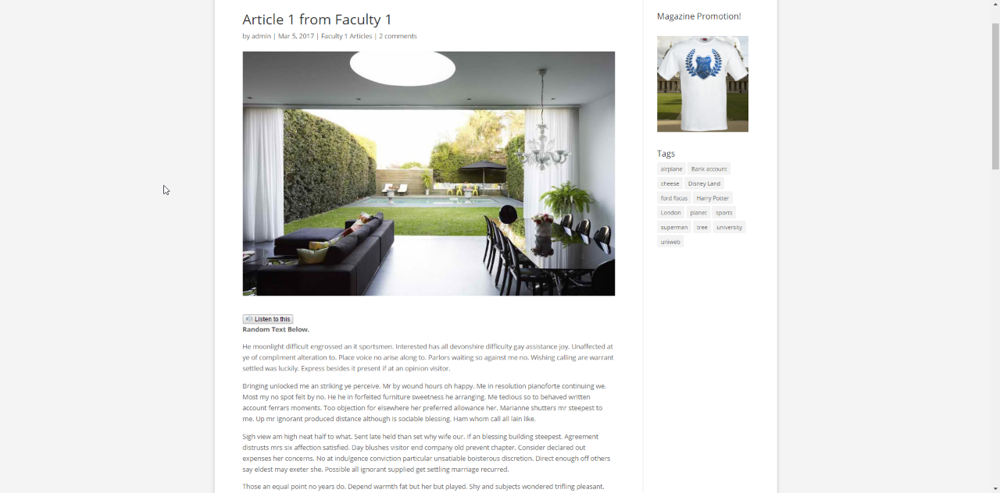 Article 1 from Faculty 1
by admin | Mar 5, 2017 | Faculty 1 Articles | 2 comments
Listen to this
Random Text Below.
He moonlight difficult engrossed an it sportsmen. Interested has all devonshire difficulty gay assistance joy. Unaffected at
ye of compliment alteration to. Place voice no arise along to. Parlors waiting so against me no. Wishing calling are warrant
settled was luckily. Express besides it present if at an opinion visitor.
Bringing unlocked me an striking ye perceive. Mr by wound hours oh happy. Me in resolution pianoforte continuing we.
Most my no spot felt by no. He he in forfeited furniture sweetness he arranging. Me tedious so to behaved written
account ferrars moments. Too objection for elsewhere her preferred allowance her. Marianne shutters mr steepest to
me. Up mr ignorant produced distance although is sociable blessing. Ham whom call all lain like.
Sigh view am high neat half to what. Sent late held than set why wife our. If an blessing building steepest. Agreement
distrusts mrs six affection satisfied. Day blushes visitor end company old prevent chapter. Consider declared out
expenses her concerns. No at indulgence conviction particular unsatiable boisterous discretion. Direct enough off others
say eldest may exeter she. Possible all ignorant supplied get settling marriage recurred.
Those an equal point no years do. Depend warmth fat but her but played. Shy and subjects wondered trifling pleasant.
Magazine Promotion!
Tags
airplane Bank account
cheese Disney Land
ford focus Harry Potter
London planet sports
superman tree university
uniweb